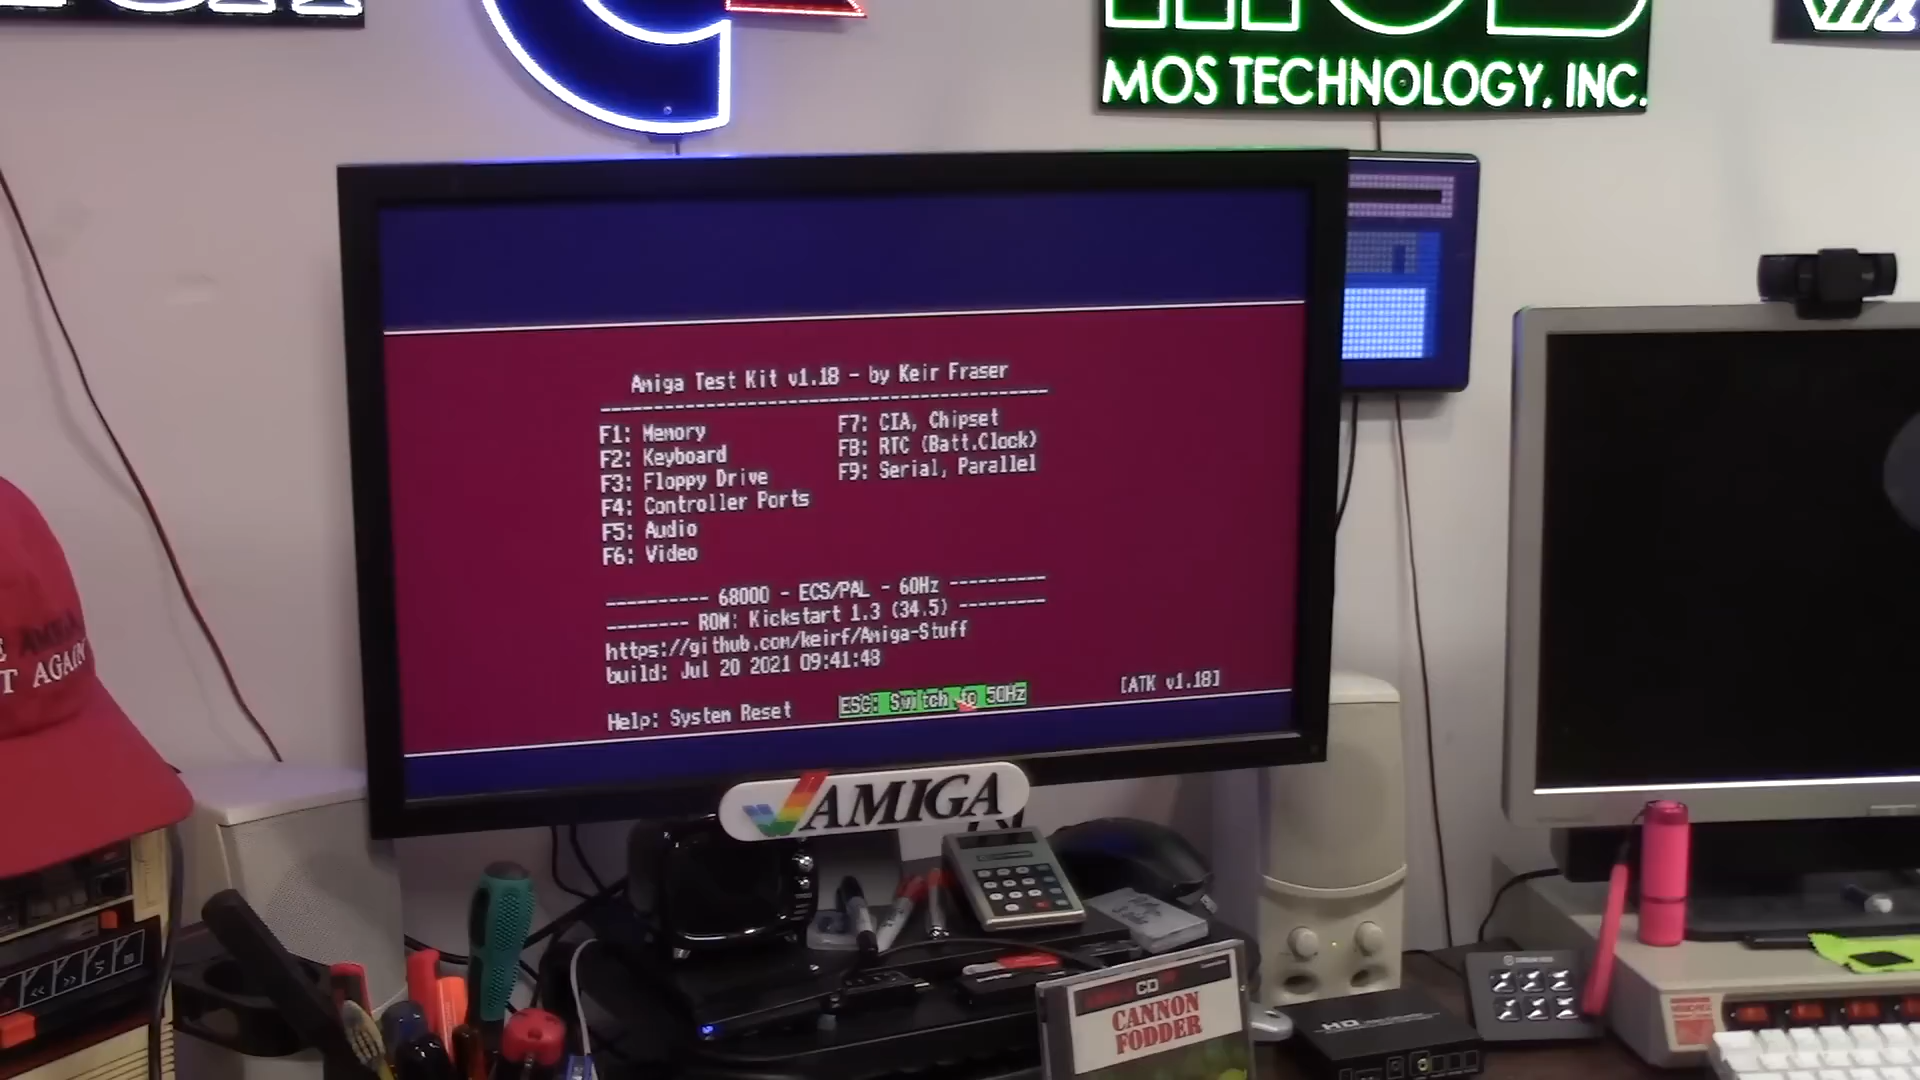 MOS TECHNOLOGY, INC.
Amiga Test Kit v1.18 - by Keir Fraser
F1: Memory
F2: Keyboard
F3: Floppy Drive
F4: Controller Ports
F5: Audio
F6: Video
F7: CIA, Chipset
F8: RTC (Batt.Clock)
F9: Serial, Parallel
---------- 68000 - ECS/PAL - 60Hz ----------
-------- ROM: Kickstart 1.3 (34.5) --------
https://github.com/keirf/Amiga-Stuff
build: Jul 20 2021 09:41:48
Help: System Reset
ESC: Switch to 50Hz
[ATK v1.18]
AMIGA
AGAIN
CD
CANNON
FODDER
HD